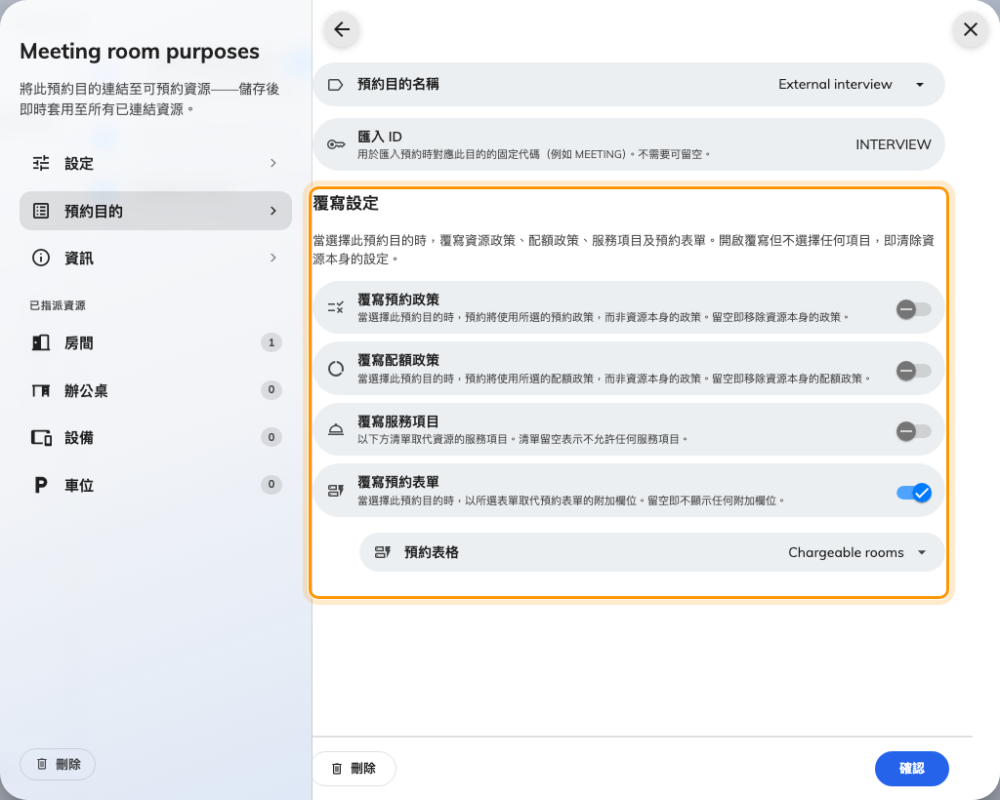 Meeting room purposes
將此預約目的連結至可預約資源——儲存後
即時套用至所有已連結資源。
設定
預約目的
資訊
已指派資源
房間
1
辦公桌
0
設備
0
車位
0
刪除
預約目的名稱
External interview
匯入 ID
用於匯入預約時對應此目的的固定代碼（例如 MEETING）。不需要可留空。
INTERVIEW
覆寫設定
當選擇此預約目的時，覆寫資源政策、配額政策、服務項目及預約表單。開啟覆寫但不選擇任何項目，即清除資
源本身的設定。
覆寫預約政策
當選擇此預約目的時，預約將使用所選的預約政策，而非資源本身的政策。留空即移除資源本身的政策。
覆寫配額政策
當選擇此預約目的時，預約將使用所選的配額政策，而非資源本身的政策。留空即移除資源本身的配額政策。
覆寫服務項目
以下方清單取代資源的服務項目。清單留空表示不允許任何服務項目。
覆寫預約表單
當選擇此預約目的時，以所選表單取代預約表單的附加欄位。留空即不顯示任何附加欄位。
預約表格
Chargeable rooms
刪除
確認